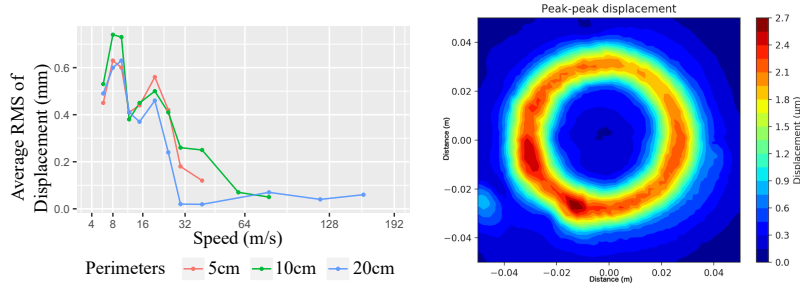 Average RMS of
Displacement (mm)
0.6
0.4
0.2
0.0
4 8 16 32 64 128 192
Speed (m/s)
Perimeters 5cm 10cm 20cm
Peak-peak displacement
Distance (m)
0.04
0.02
0.00
−0.02
−0.04
−0.04 −0.02 0.00 0.02 0.04
Distance (m)
2.7
2.4
2.1
1.8
1.5
1.2
0.9
0.6
0.3
0.0
Displacement (μm)